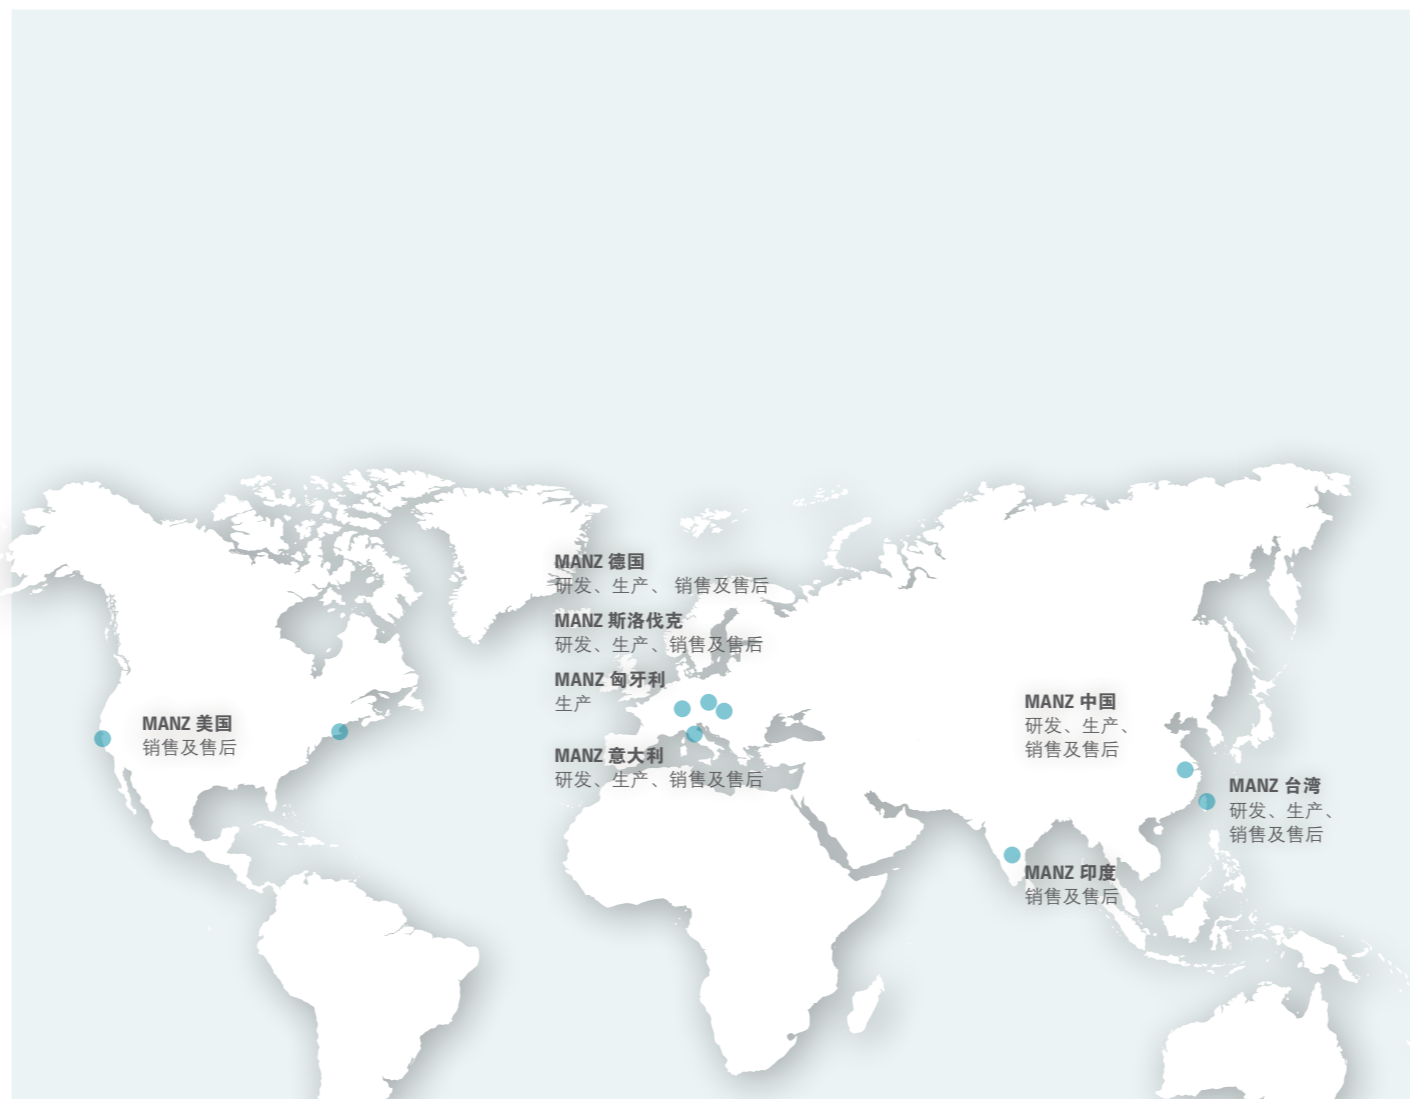 MANZ 德国
研发、生产、 销售及售后
MANZ 斯洛伐克
研发、生产、销售及售后
MANZ 匈牙利
生产
MANZ 意大利
研发、生产、销售及售后
MANZ 美国
销售及售后
MANZ 中国
研发、生产、
销售及售后
MANZ 台湾
研发、生产、
销售及售后
MANZ 印度
销售及售后